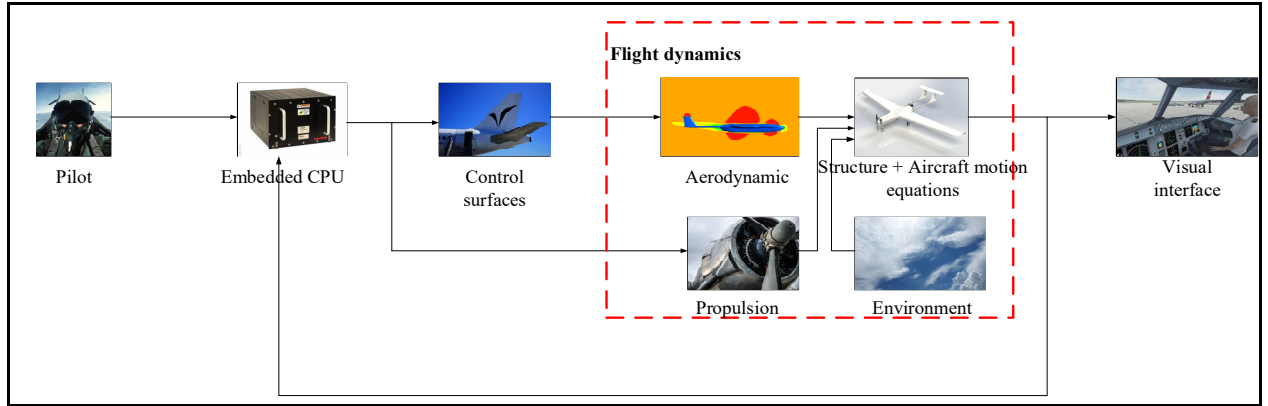 Flight dynamics
Pilot
Embedded CPU
Control
surfaces
Aerodynamic
Structure + Aircraft motion
equations
Visual
interface
Propulsion
Environment